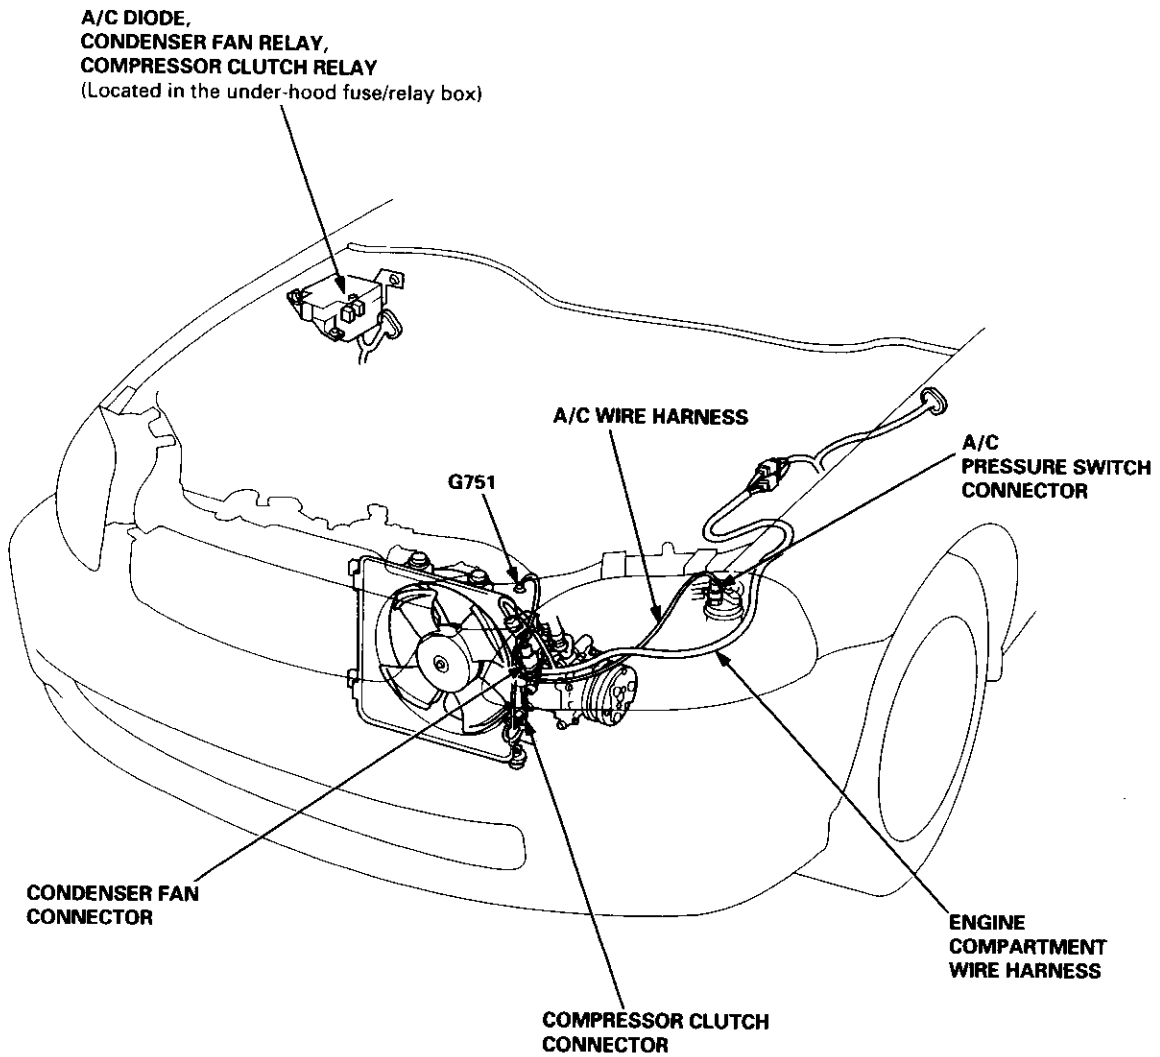 A/C DIODE,
CONDENSER FAN RELAY,
COMPRESSOR CLUTCH RELAY
(Located in the under-hood fuse/relay box)
A/C WIRE HARNESS
A/C
PRESSURE SWITCH
CONNECTOR
G751
CONDENSER FAN
CONNECTOR
ENGINE
COMPARTMENT
WIRE HARNESS
COMPRESSOR CLUTCH
CONNECTOR